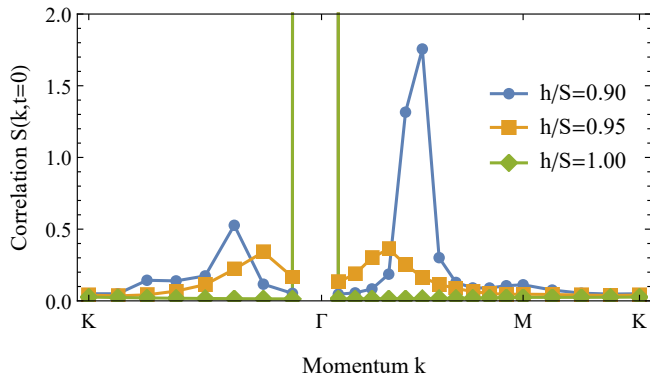 Correlation S(k,t=0)
2.0
1.5
1.0
0.5
0.0
h/S=0.90
h/S=0.95
h/S=1.00
K
Γ
M
K
Momentum k